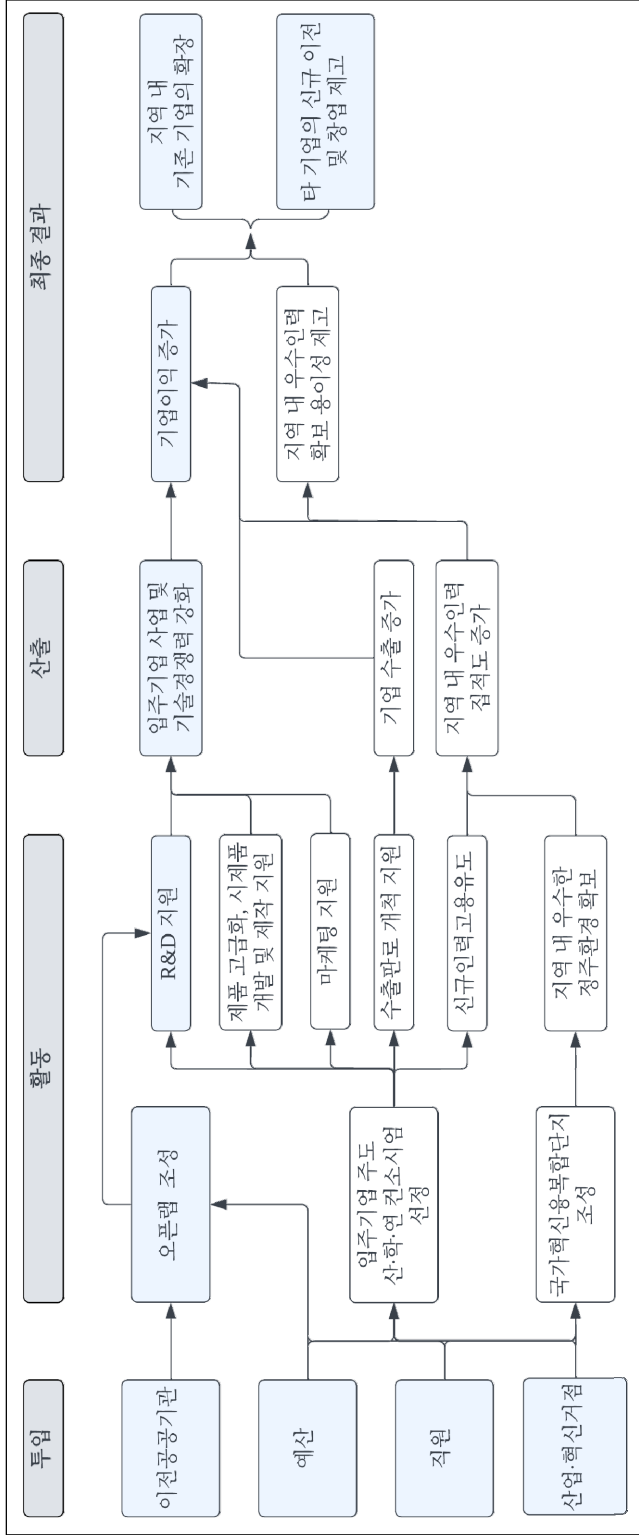 투입
활동
산출
최종 결과
이전공공기관
예산
직원
산업·혁신거점
오픈랩 조성
입주기업 주도
산·학·연 컨소시엄
선정
국가혁신융복합단지
조성
R&D 지원
제품 고급화, 시제품
개발 및 제작 지원
마케팅 지원
수출판로 개척 지원
신규인력고용유도
지역 내 우수한
정주환경 확보
입주기업 사업 및
기술경쟁력 강화
기업 수출 증가
지역 내 우수인력
집적도 증가
기업이익 증가
지역 내 우수인력
확보 용이성 제고
지역 내
기존 기업의 확장
타 기업의 신규 이전
및 창업 제고